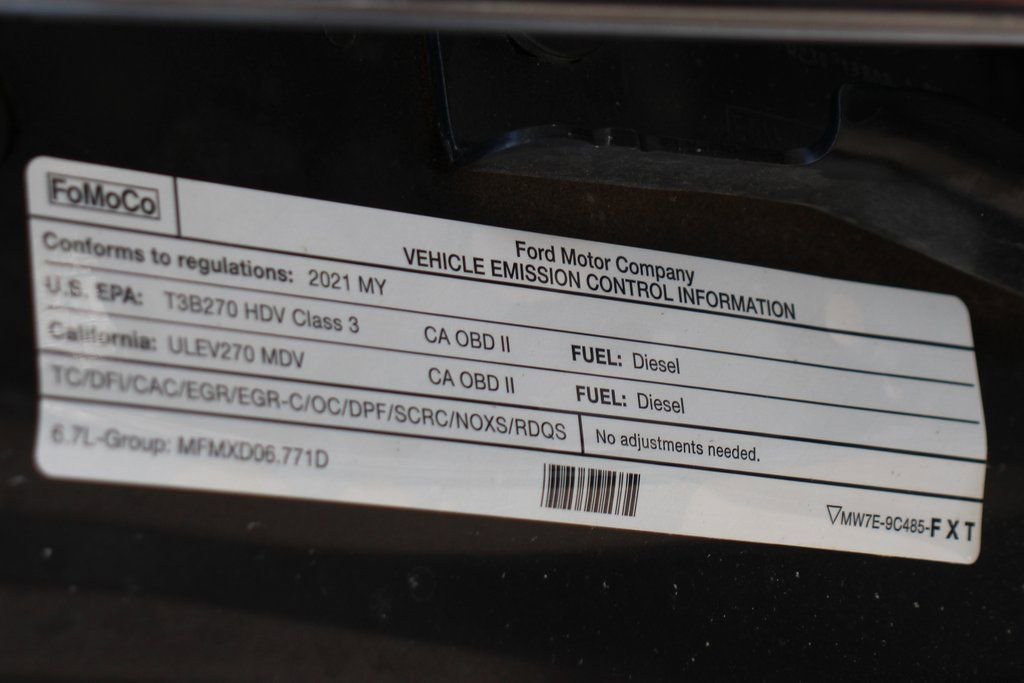 FoMoCo
Ford Motor Company
VEHICLE EMISSION CONTROL INFORMATION
Conforms to regulations: 2021 MY
U.S. EPA: T3B270 HDV Class 3 CA OBD II FUEL: Diesel
California: ULEV270 MDV CA OBD II FUEL: Diesel
TC/DFI/CAC/EGR/EGR-C/OC/DPF/SCRC/NOXS/RDQS No adjustments needed.
6.7L-Group: MFMXD06.771D
▽MW7E-9C485-FXT